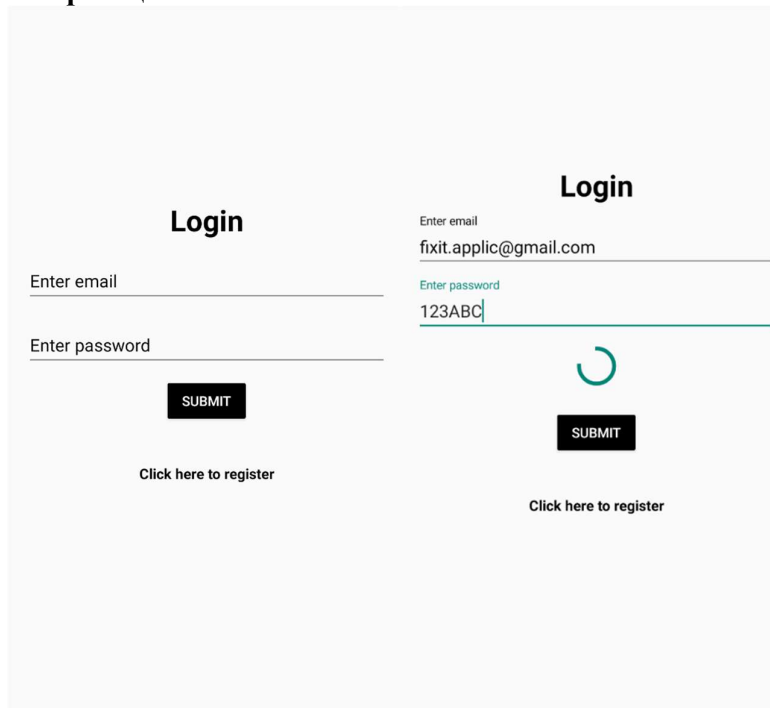 Login
Enter email
Enter password
SUBMIT
Click here to register
Login
Enter email
fixit.applic@gmail.com
Enter password
123ABC
SUBMIT
Click here to register